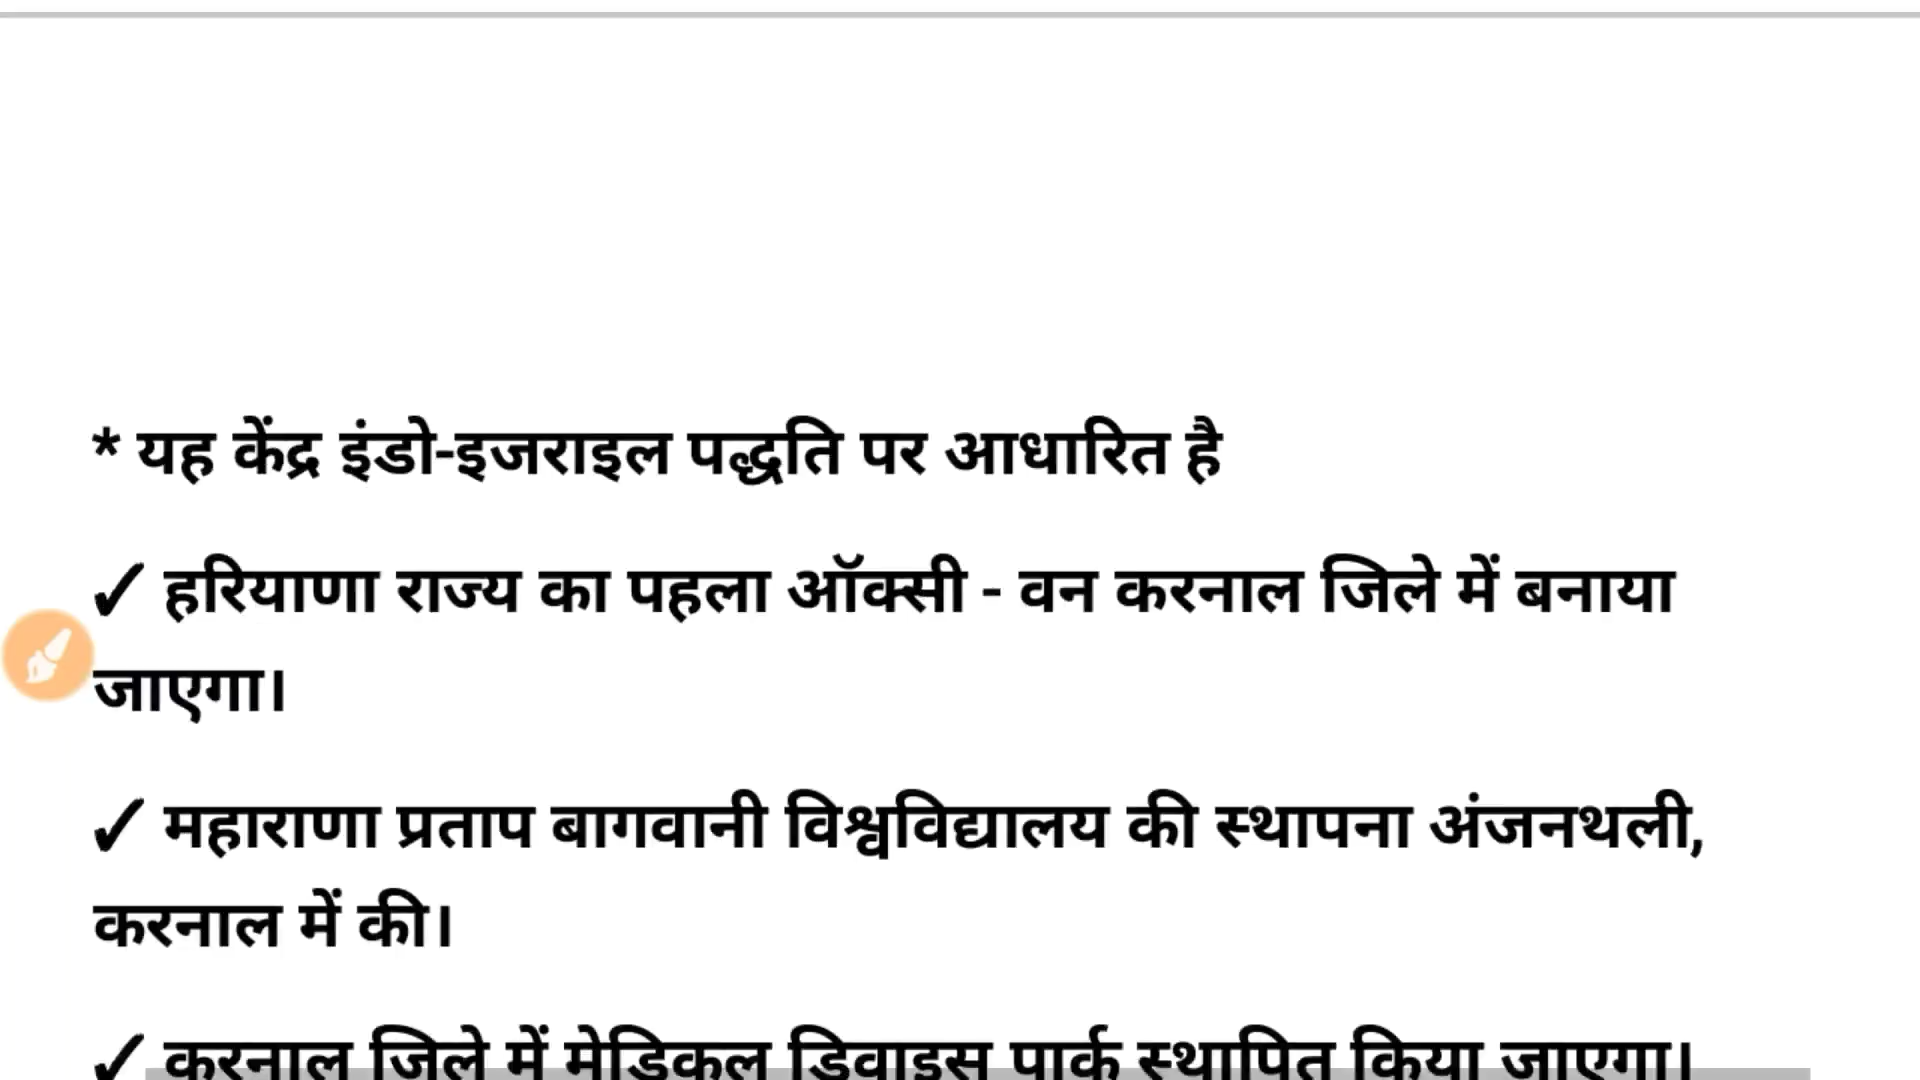 * यह केंद्र इंडो-इजराइल पद्धति पर आधारित है
✓ हरियाणा राज्य का पहला ऑक्सी - वन करनाल जिले में बनाया
जाएगा।
✓ महाराणा प्रताप बागवानी विश्वविद्यालय की स्थापना अंजनथली,
करनाल में की।
✓ करनाल जिले में मेडिकल डिवाइस पार्क स्थापित किया जाएगा।